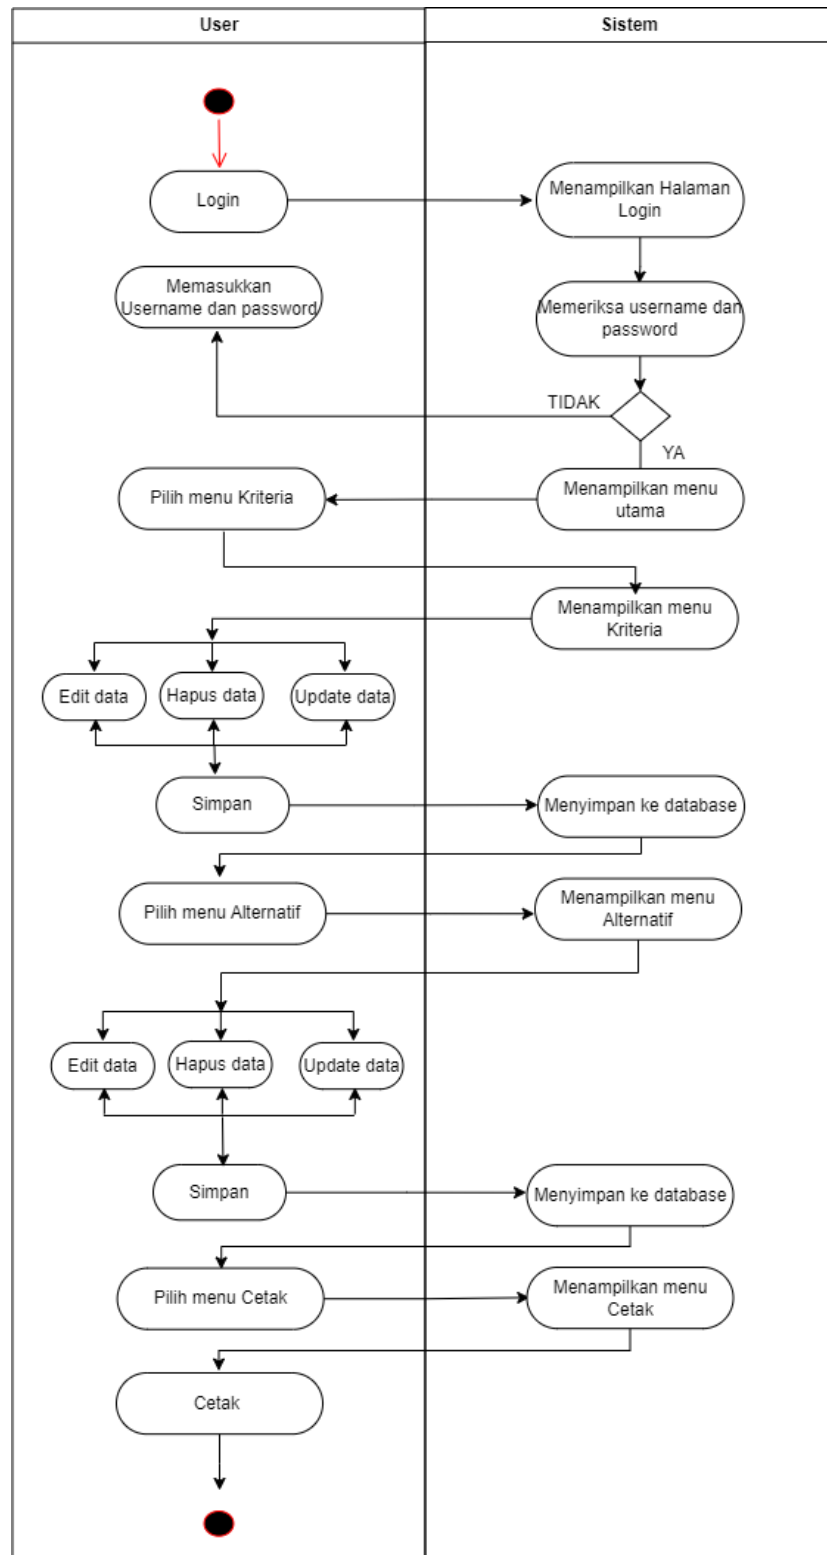 User
Sistem
Login
Menampilkan Halaman
Login
Memasukkan
Username dan password
Memeriksa username dan
password
TIDAK
YA
Pilih menu Kriteria
Menampilkan menu
utama
Menampilkan menu
Kriteria
Edit data
Hapus data
Update data
Simpan
Menyimpan ke database
Pilih menu Alternatif
Menampilkan menu
Alternatif
Edit data
Hapus data
Update data
Simpan
Menyimpan ke database
Pilih menu Cetak
Menampilkan menu
Cetak
Cetak